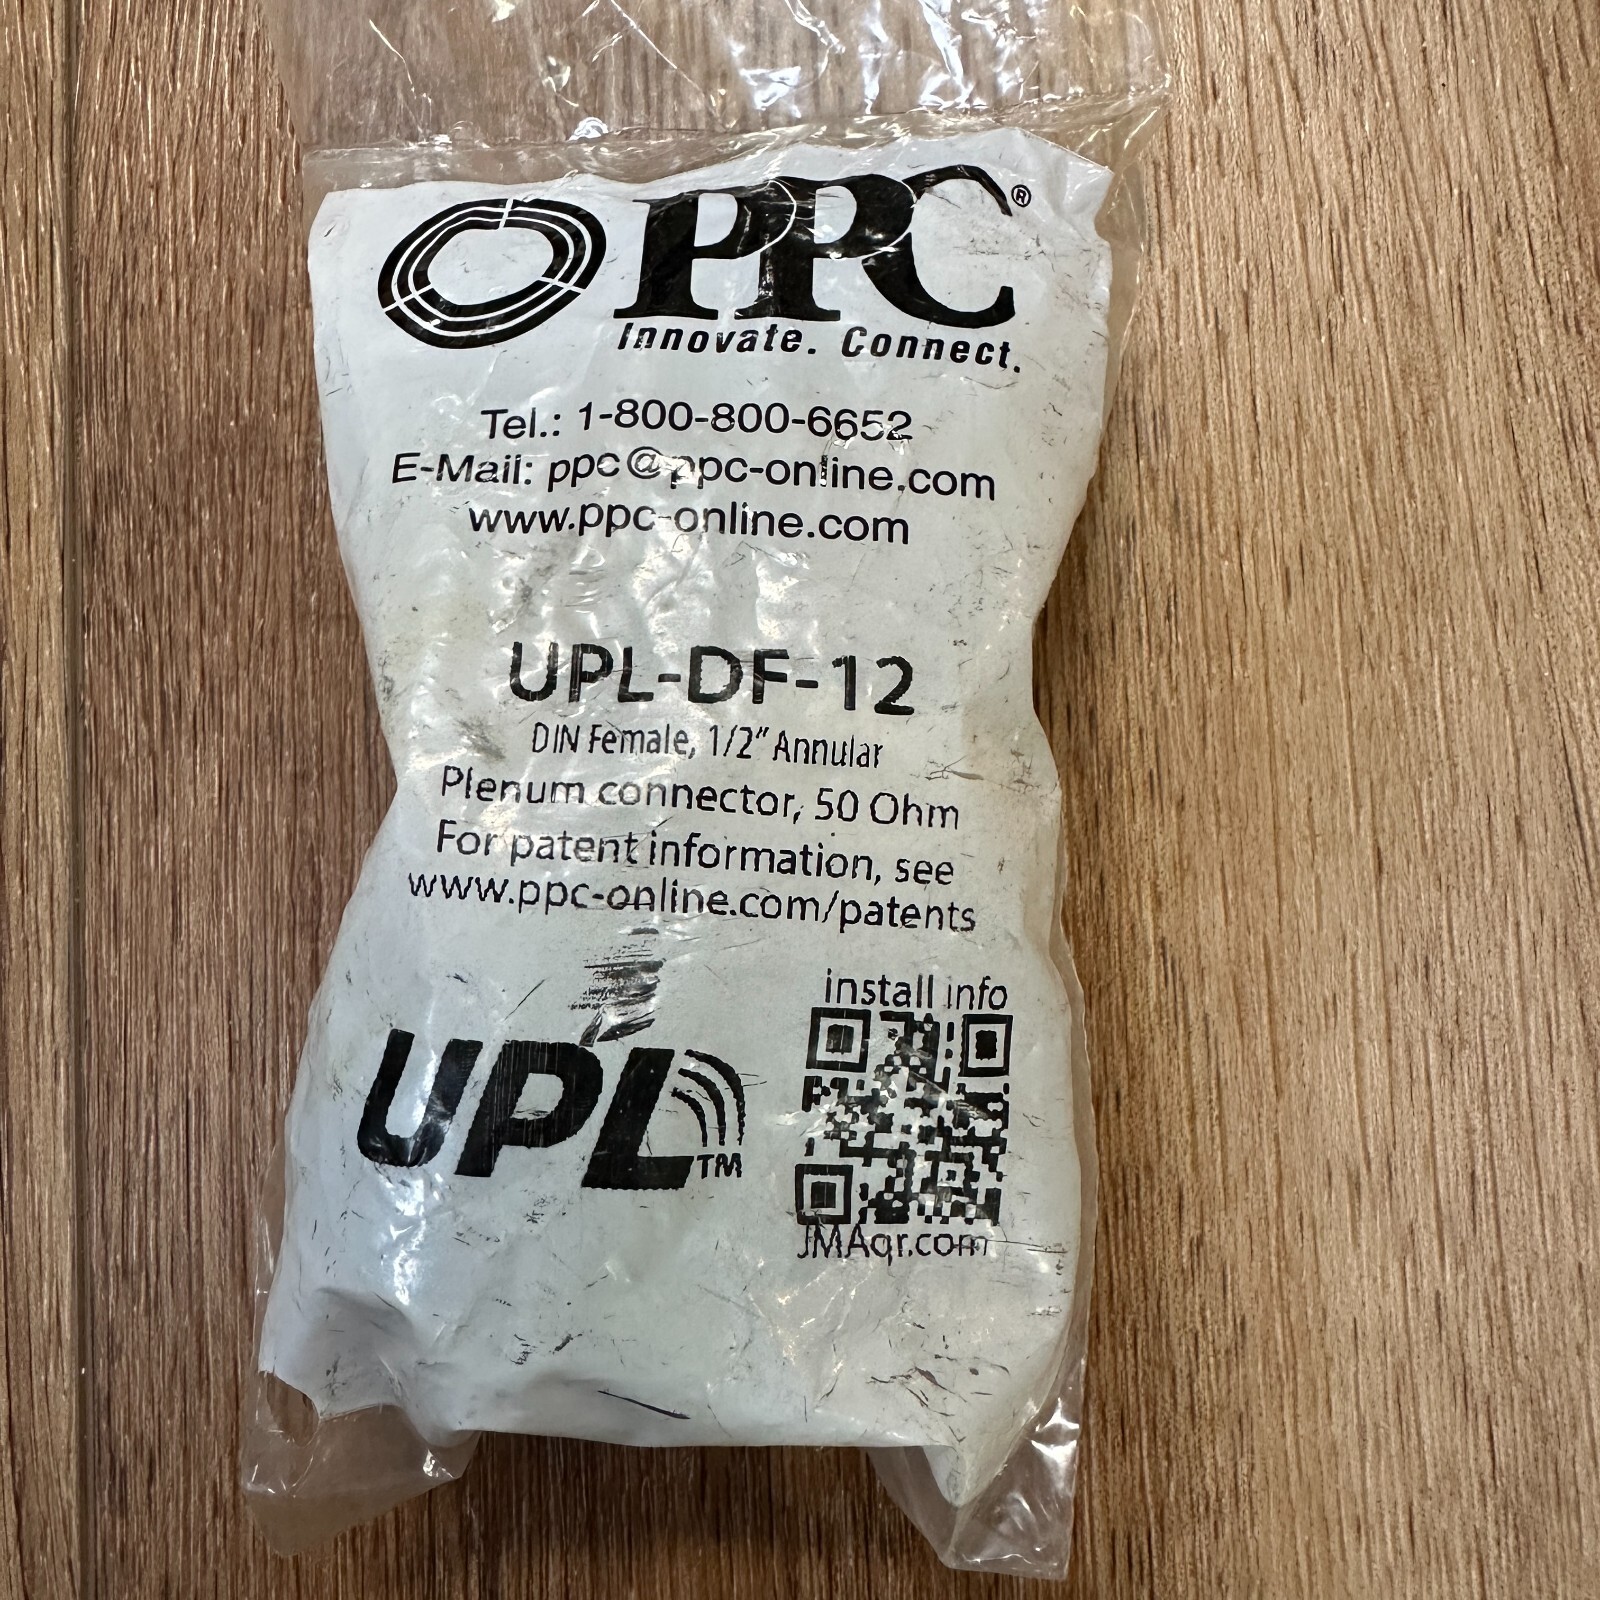 PPC®
Innovate. Connect.
Tel.: 1-800-800-6652
E-Mail: ppc@ppc-online.com
www.ppc-online.com
UPL-DF-12
DIN Female, 1/2" Annular
Plenum connector, 50 Ohm
For patent information, see
www.ppc-online.com/patents
install info
UPL™
JMAqr.com